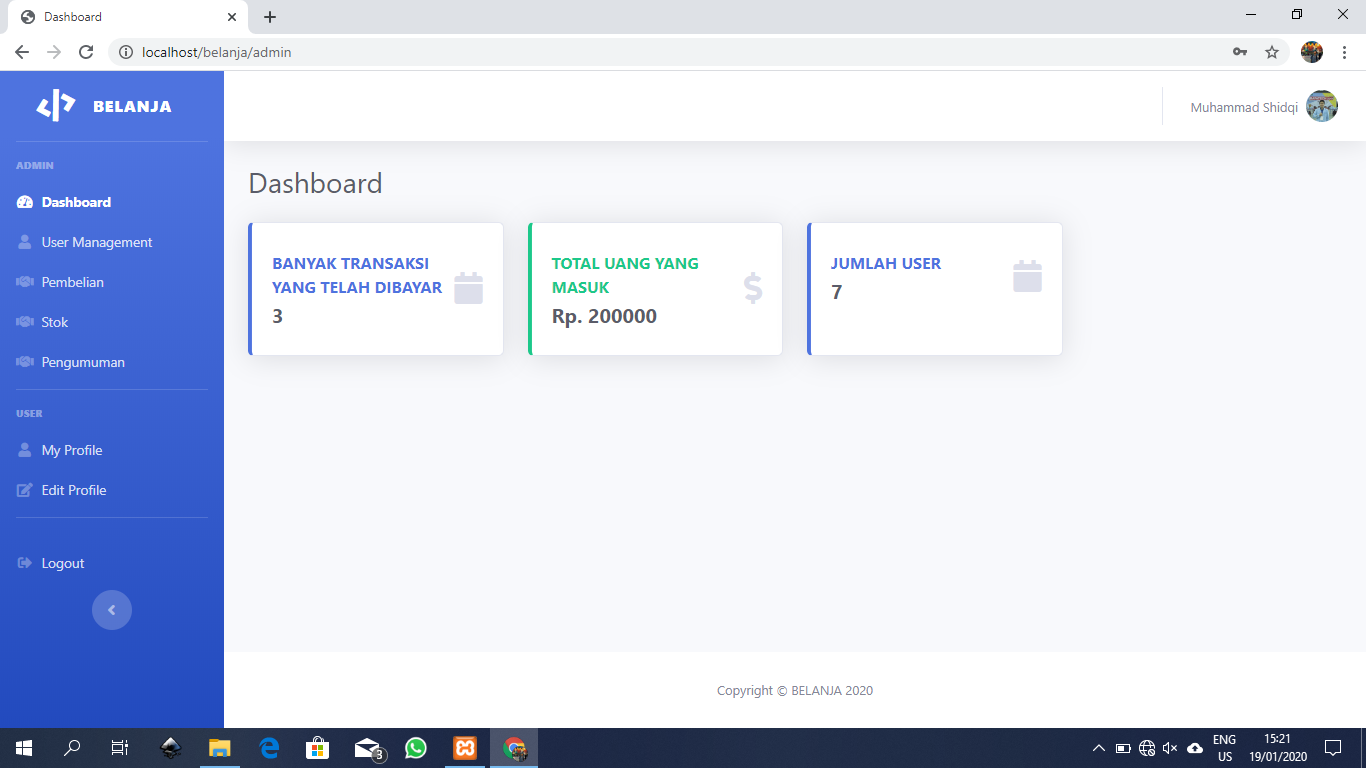 Dashboard
localhost/belanja/admin
BELANJA
Muhammad Shidqi
ADMIN
Dashboard
User Management
Pembelian
Stok
Pengumuman
USER
My Profile
Edit Profile
Logout
Dashboard
BANYAK TRANSAKSI
YANG TELAH DIBAYAR
3
TOTAL UANG YANG
MASUK
Rp. 200000
JUMLAH USER
7
Copyright © BELANJA 2020
3
ENG
US
15:21
19/01/2020